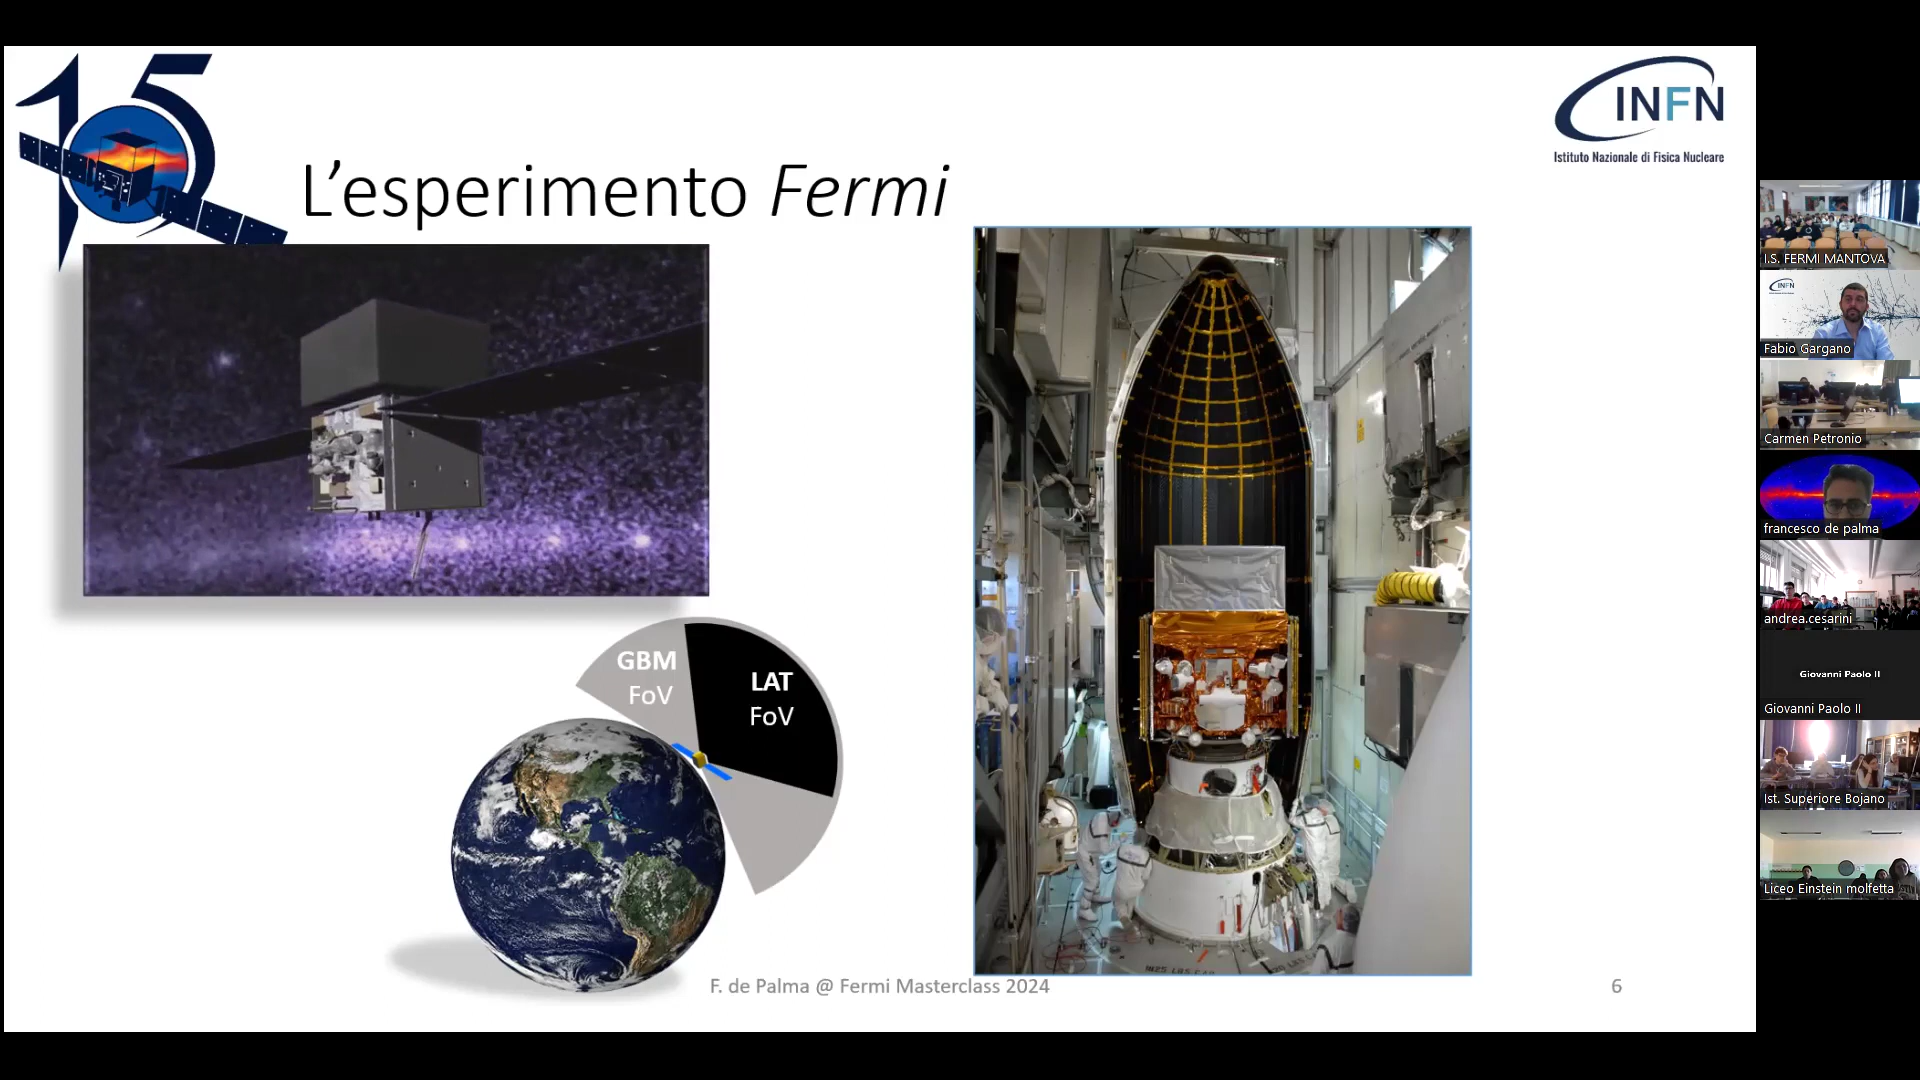 15
INFN
Istituto Nazionale di Fisica Nucleare
L'esperimento Fermi
GBM
FoV
LAT
FoV
F. de Palma @ Fermi Masterclass 2024
6
I.S. FERMI MANTOVA
INFN
Fabio Gargano
Carmen Petronio
francesco de palma
andrea.cesarini
Giovanni Paolo II
Giovanni Paolo II
Ist. Superiore Bojano
Liceo Einstein molfetta